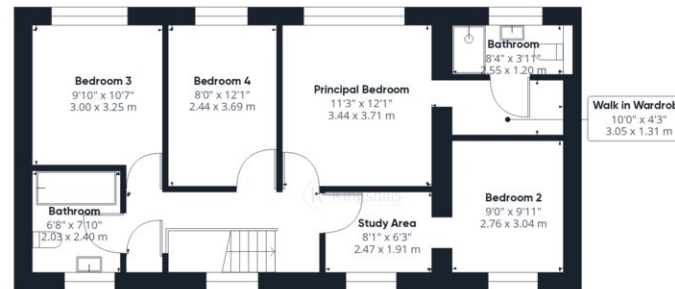 Bathroom
8'4" x 3'11"
2.55 x 1.20 m
Bedroom 3
9'10" x 10'7"
3.00 x 3.25 m
Bedroom 4
8'0" x 12'1"
2.44 x 3.69 m
Principal Bedroom
11'3" x 12'1"
3.44 x 3.71 m
Walk in Wardrob
10'0" x 4'3"
3.05 x 1.31 m
Bathroom
6'8" x 7'10"
2.03 x 2.40 m
Kingshills
Study Area
8'1" x 6'3"
2.47 x 1.91 m
Bedroom 2
9'0" x 9'11"
2.76 x 3.04 m